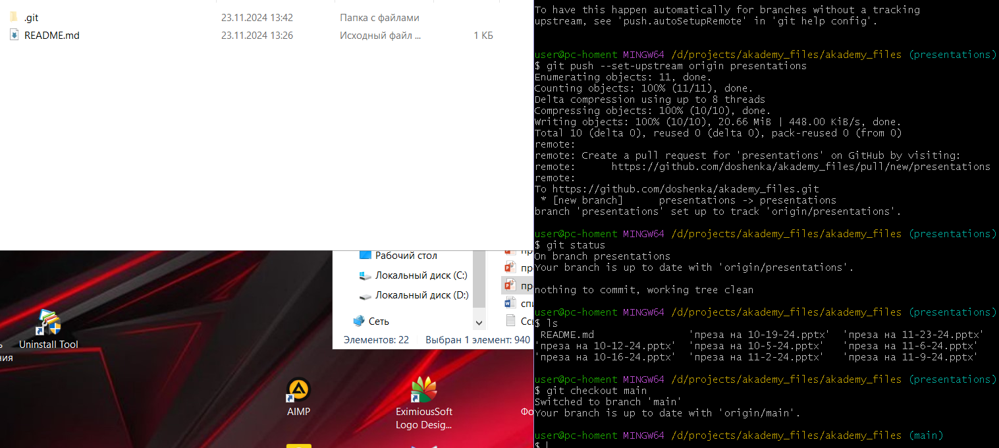 .git 23.11.2024 13:42 Папка с файлами
README.md 23.11.2024 13:26 Исходный файл ... 1 КБ
Рабочий стол
Локальный диск (C:)
Локальный диск (D:)
Сеть
Элементов: 22 Выбран 1 элемент: 940
Uninstall Tool
AIMP
EximiousSoft
Logo Desig...
To have this happen automatically for branches without a tracking
upstream, see 'push.autoSetupRemote' in 'git help config'.
user@pc-homent MINGW64 /d/projects/akademy_files/akademy_files (presentations)
$ git push --set-upstream origin presentations
Enumerating objects: 11, done.
Counting objects: 100% (11/11), done.
Delta compression using up to 8 threads
Compressing objects: 100% (10/10), done.
Writing objects: 100% (10/10), 20.66 MiB | 448.00 KiB/s, done.
Total 10 (delta 0), reused 0 (delta 0), pack-reused 0 (from 0)
remote:
remote: Create a pull request for 'presentations' on GitHub by visiting:
remote:      https://github.com/doshenka/akademy_files/pull/new/presentations
remote:
To https://github.com/doshenka/akademy_files.git
 * [new branch]      presentations -> presentations
branch 'presentations' set up to track 'origin/presentations'.
user@pc-homent MINGW64 /d/projects/akademy_files/akademy_files (presentations)
$ git status
On branch presentations
Your branch is up to date with 'origin/presentations'.
nothing to commit, working tree clean
user@pc-homent MINGW64 /d/projects/akademy_files/akademy_files (presentations)
$ ls
 README.md                'преза на 10-19-24.pptx'  'преза на 11-23-24.pptx'
'преза на 10-12-24.pptx'  'преза на 10-5-24.pptx'   'преза на 11-6-24.pptx'
'преза на 10-16-24.pptx'  'преза на 11-2-24.pptx'   'преза на 11-9-24.pptx'
user@pc-homent MINGW64 /d/projects/akademy_files/akademy_files (presentations)
$ git checkout main
Switched to branch 'main'
Your branch is up to date with 'origin/main'.
user@pc-homent MINGW64 /d/projects/akademy_files/akademy_files (main)
$